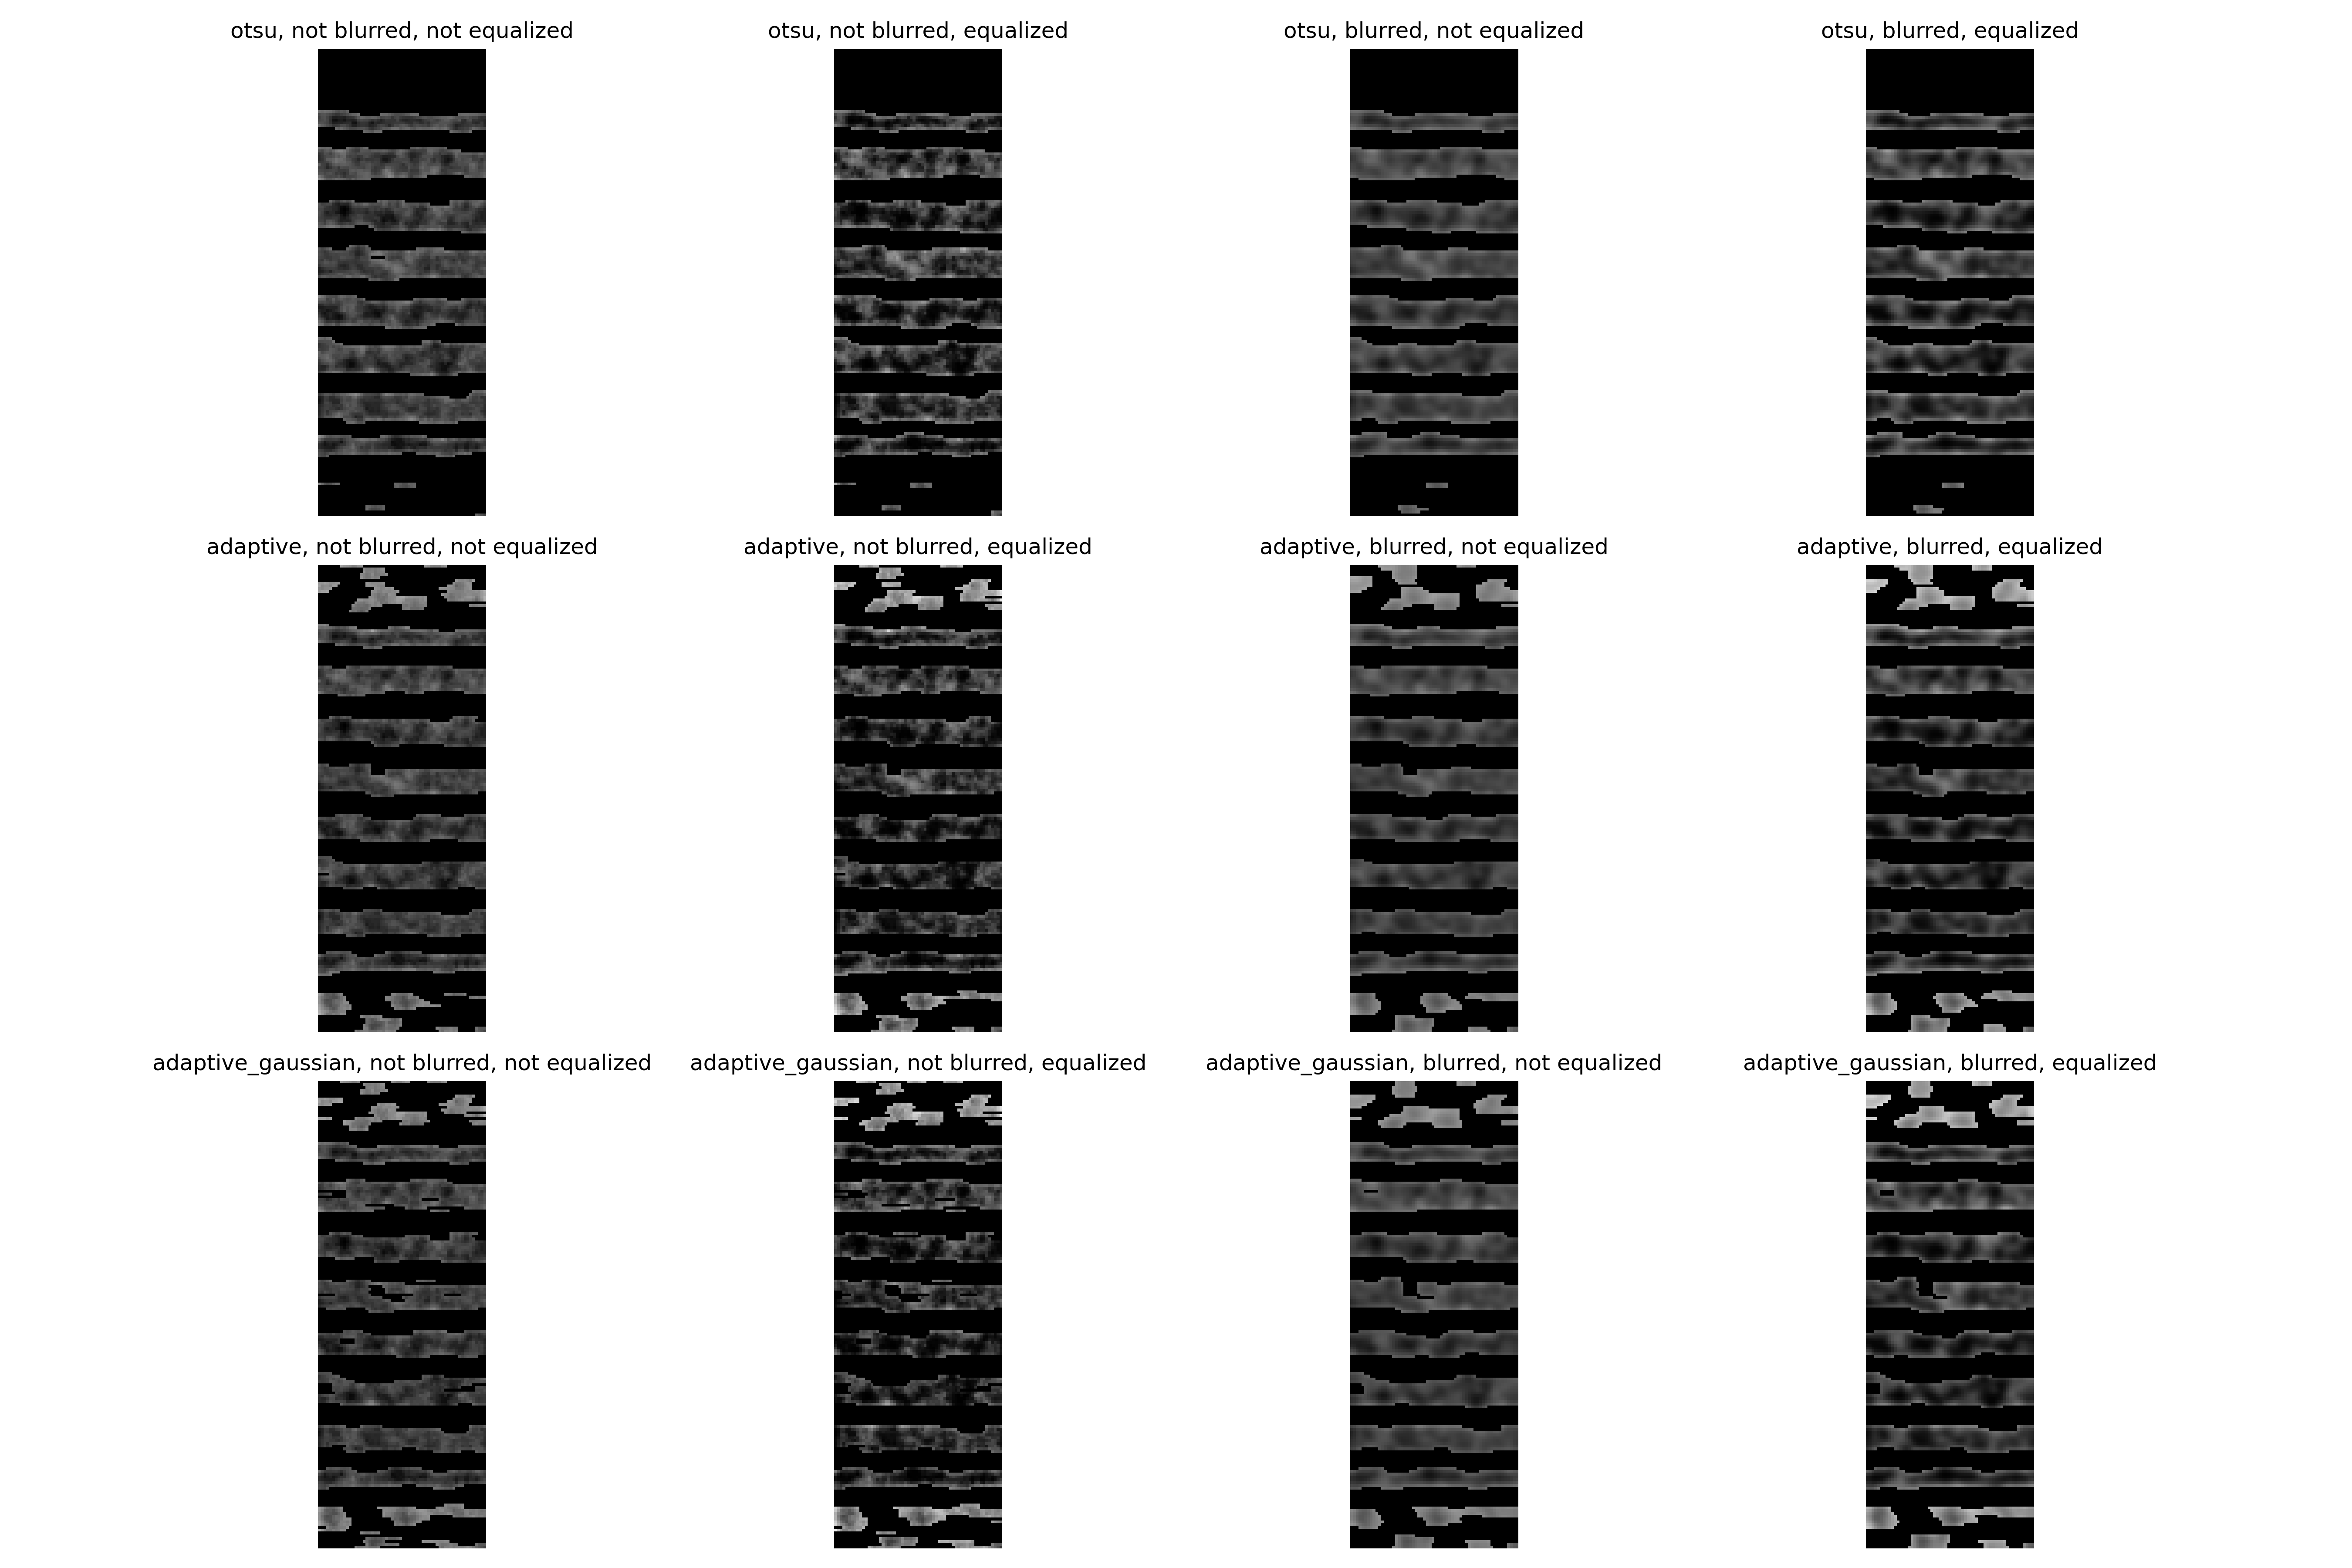 otsu, not blurred, not equalized
otsu, not blurred, equalized
otsu, blurred, not equalized
otsu, blurred, equalized
adaptive, not blurred, not equalized
adaptive, not blurred, equalized
adaptive, blurred, not equalized
adaptive, blurred, equalized
adaptive_gaussian, not blurred, not equalized
adaptive_gaussian, not blurred, equalized
adaptive_gaussian, blurred, not equalized
adaptive_gaussian, blurred, equalized